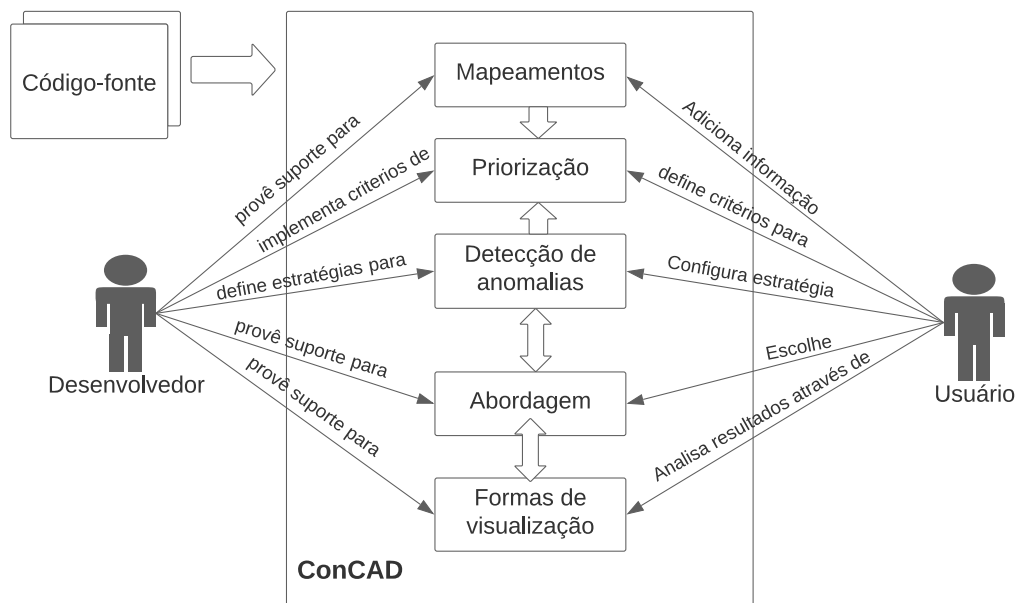 Código-fonte
Mapeamentos
Priorização
Detecção de
anomalias
Abordagem
Formas de
visualização
ConCAD
Desenvolvedor
provê suporte para
implementa criterios de
define estratégias para
provê suporte para
provê suporte para
Usuário
Adiciona informação
define critérios para
Configura estratégia
Escolhe
Analisa resultados através de